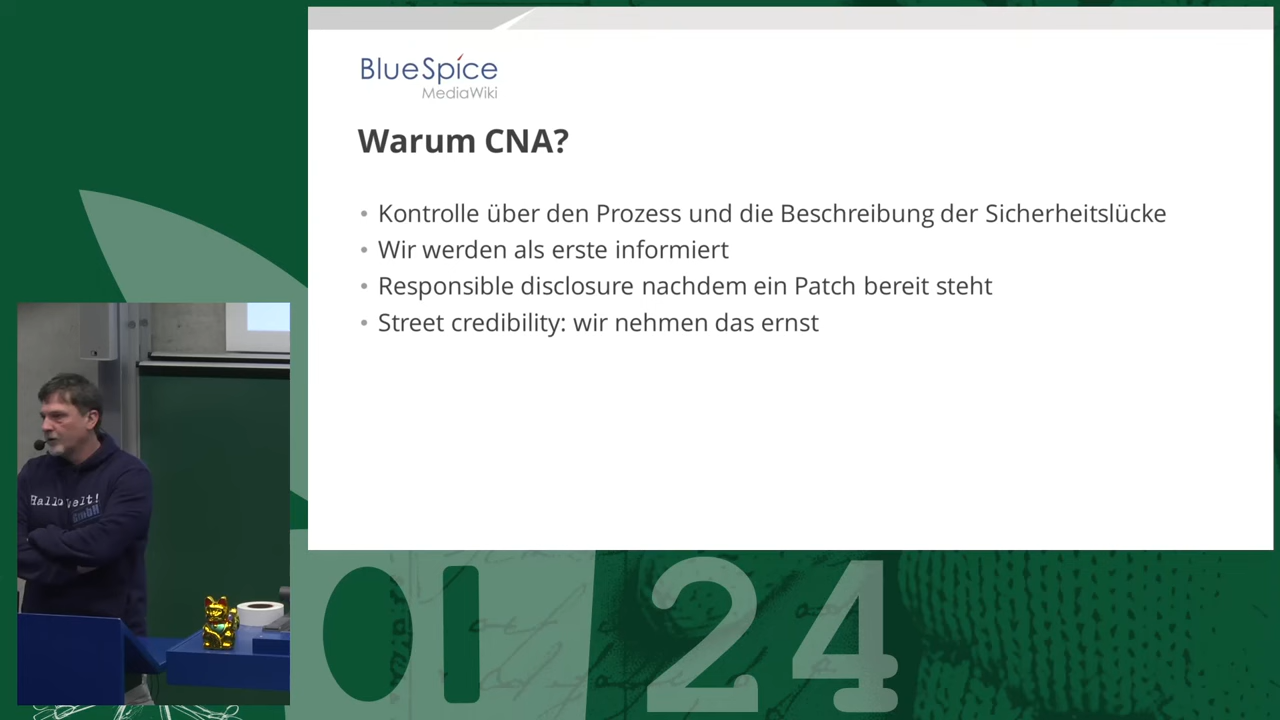 BlueSpice
MediaWiki
Warum CNA?
• Kontrolle über den Prozess und die Beschreibung der Sicherheitslücke
• Wir werden als erste informiert
• Responsible disclosure nachdem ein Patch bereit steht
• Street credibility: wir nehmen das ernst
Hallo Welt!
GmbH
24